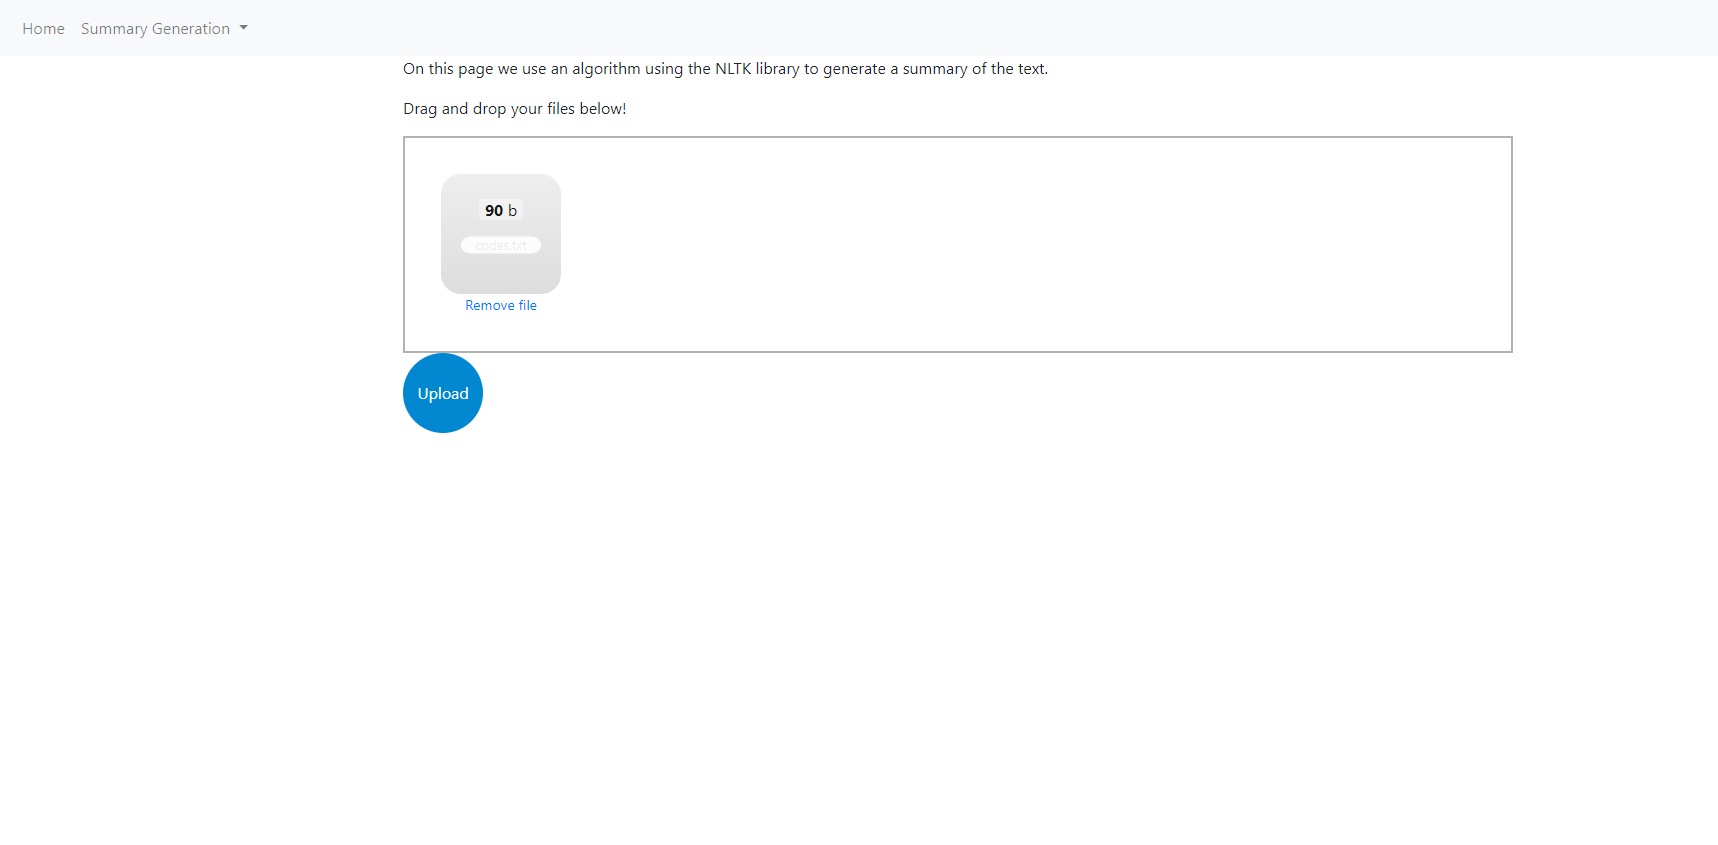 Home Summary Generation
On this page we use an algorithm using the NLTK library to generate a summary of the text.
Drag and drop your files below!
90 b
codes.txt
Remove file
Upload